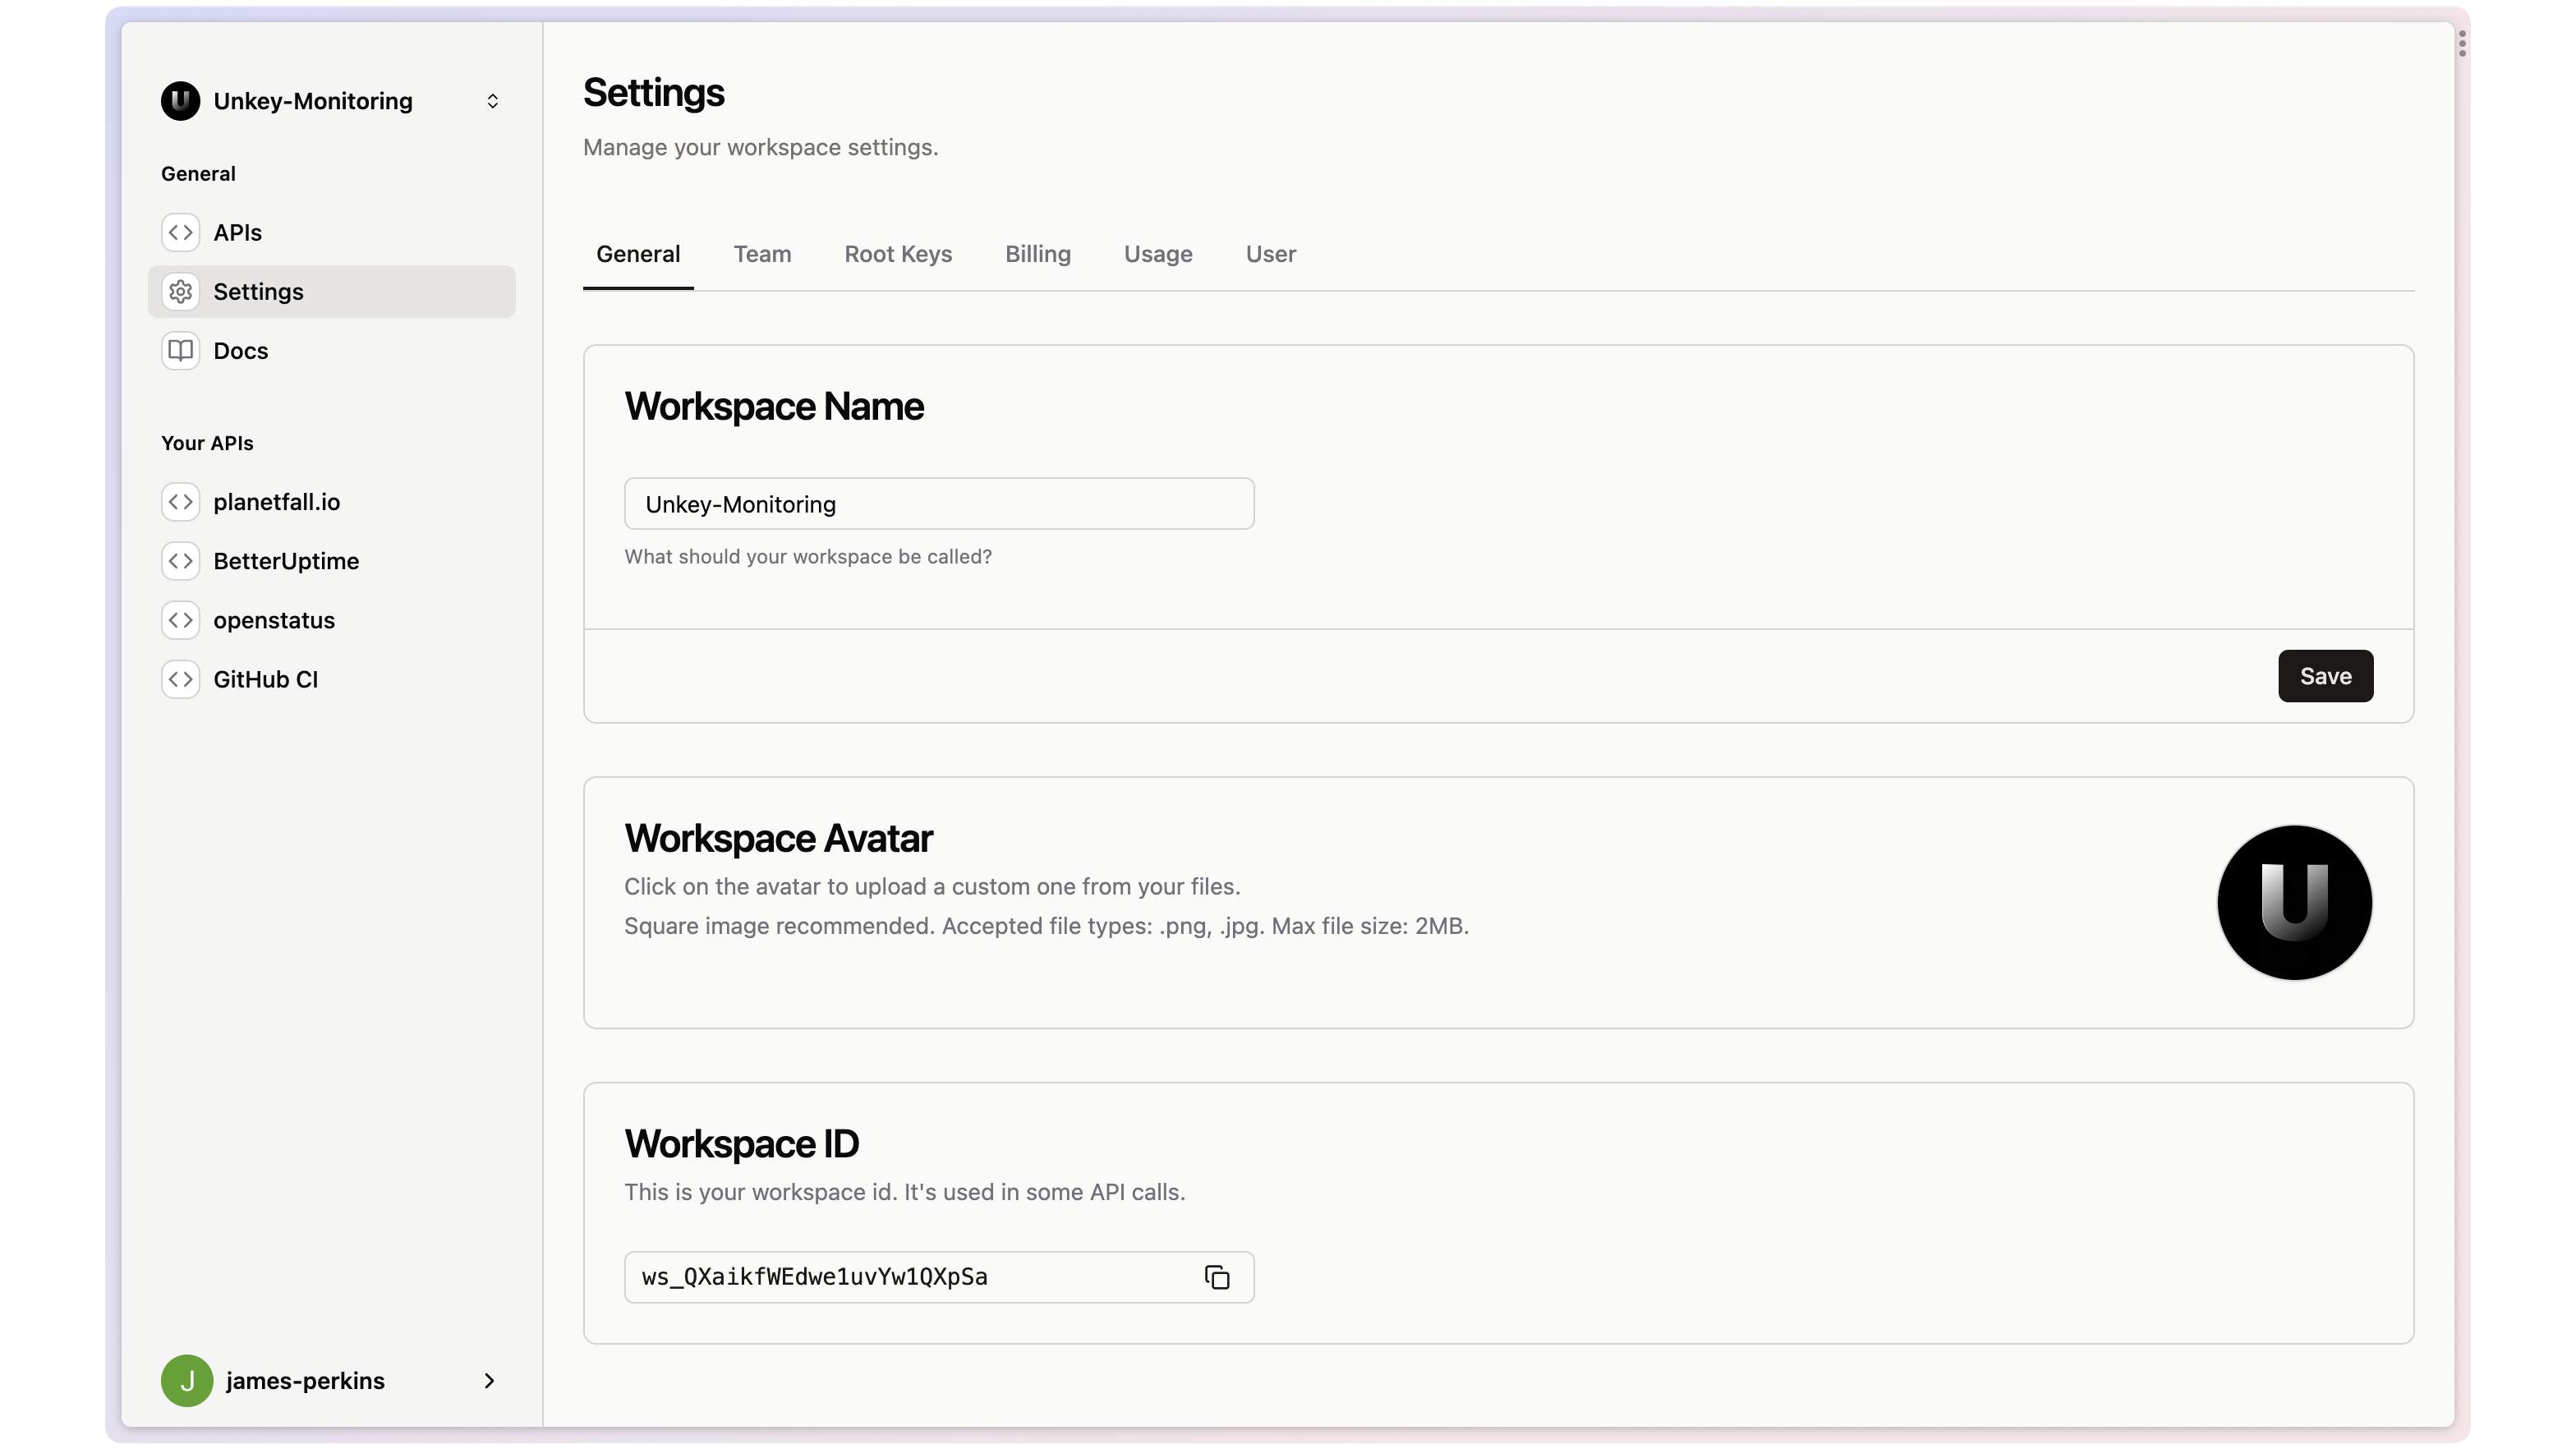 U
Unkey-Monitoring
General
APIs
Settings
Docs
Your APIs
planetfall.io
BetterUptime
openstatus
GitHub CI
J
james-perkins
Settings
Manage your workspace settings.
General Team Root Keys Billing Usage User
Workspace Name
Unkey-Monitoring
What should your workspace be called?
Save
Workspace Avatar
Click on the avatar to upload a custom one from your files.
Square image recommended. Accepted file types: .png, .jpg. Max file size: 2MB.
U
Workspace ID
This is your workspace id. It's used in some API calls.
ws_QXaikfWEdwe1uvYw1QXpSa